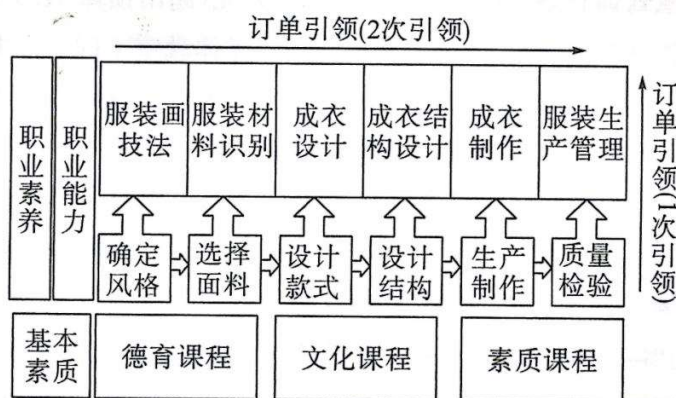 订单引领(2次引领)
职业素养
职业能力
服装画技法
服装材料识别
成衣设计
成衣结构设计
成衣制作
服装生产管理
订单引领(1次引领)
确定风格
选择面料
设计款式
设计结构
生产制作
质量检验
基本素质
德育课程
文化课程
素质课程